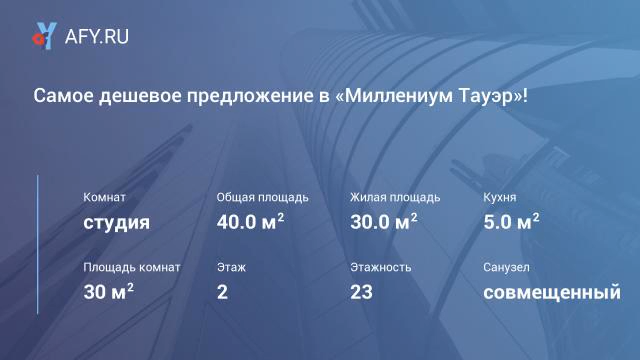 AFY.RU
Самое дешевое предложение в «Миллениум Тауэр»!
Комнат Общая площадь Жилая площадь Кухня
студия 40.0 м² 30.0 м² 5.0 м²
Площадь комнат Этаж Этажность Санузел
30 м² 2 23 совмещенный